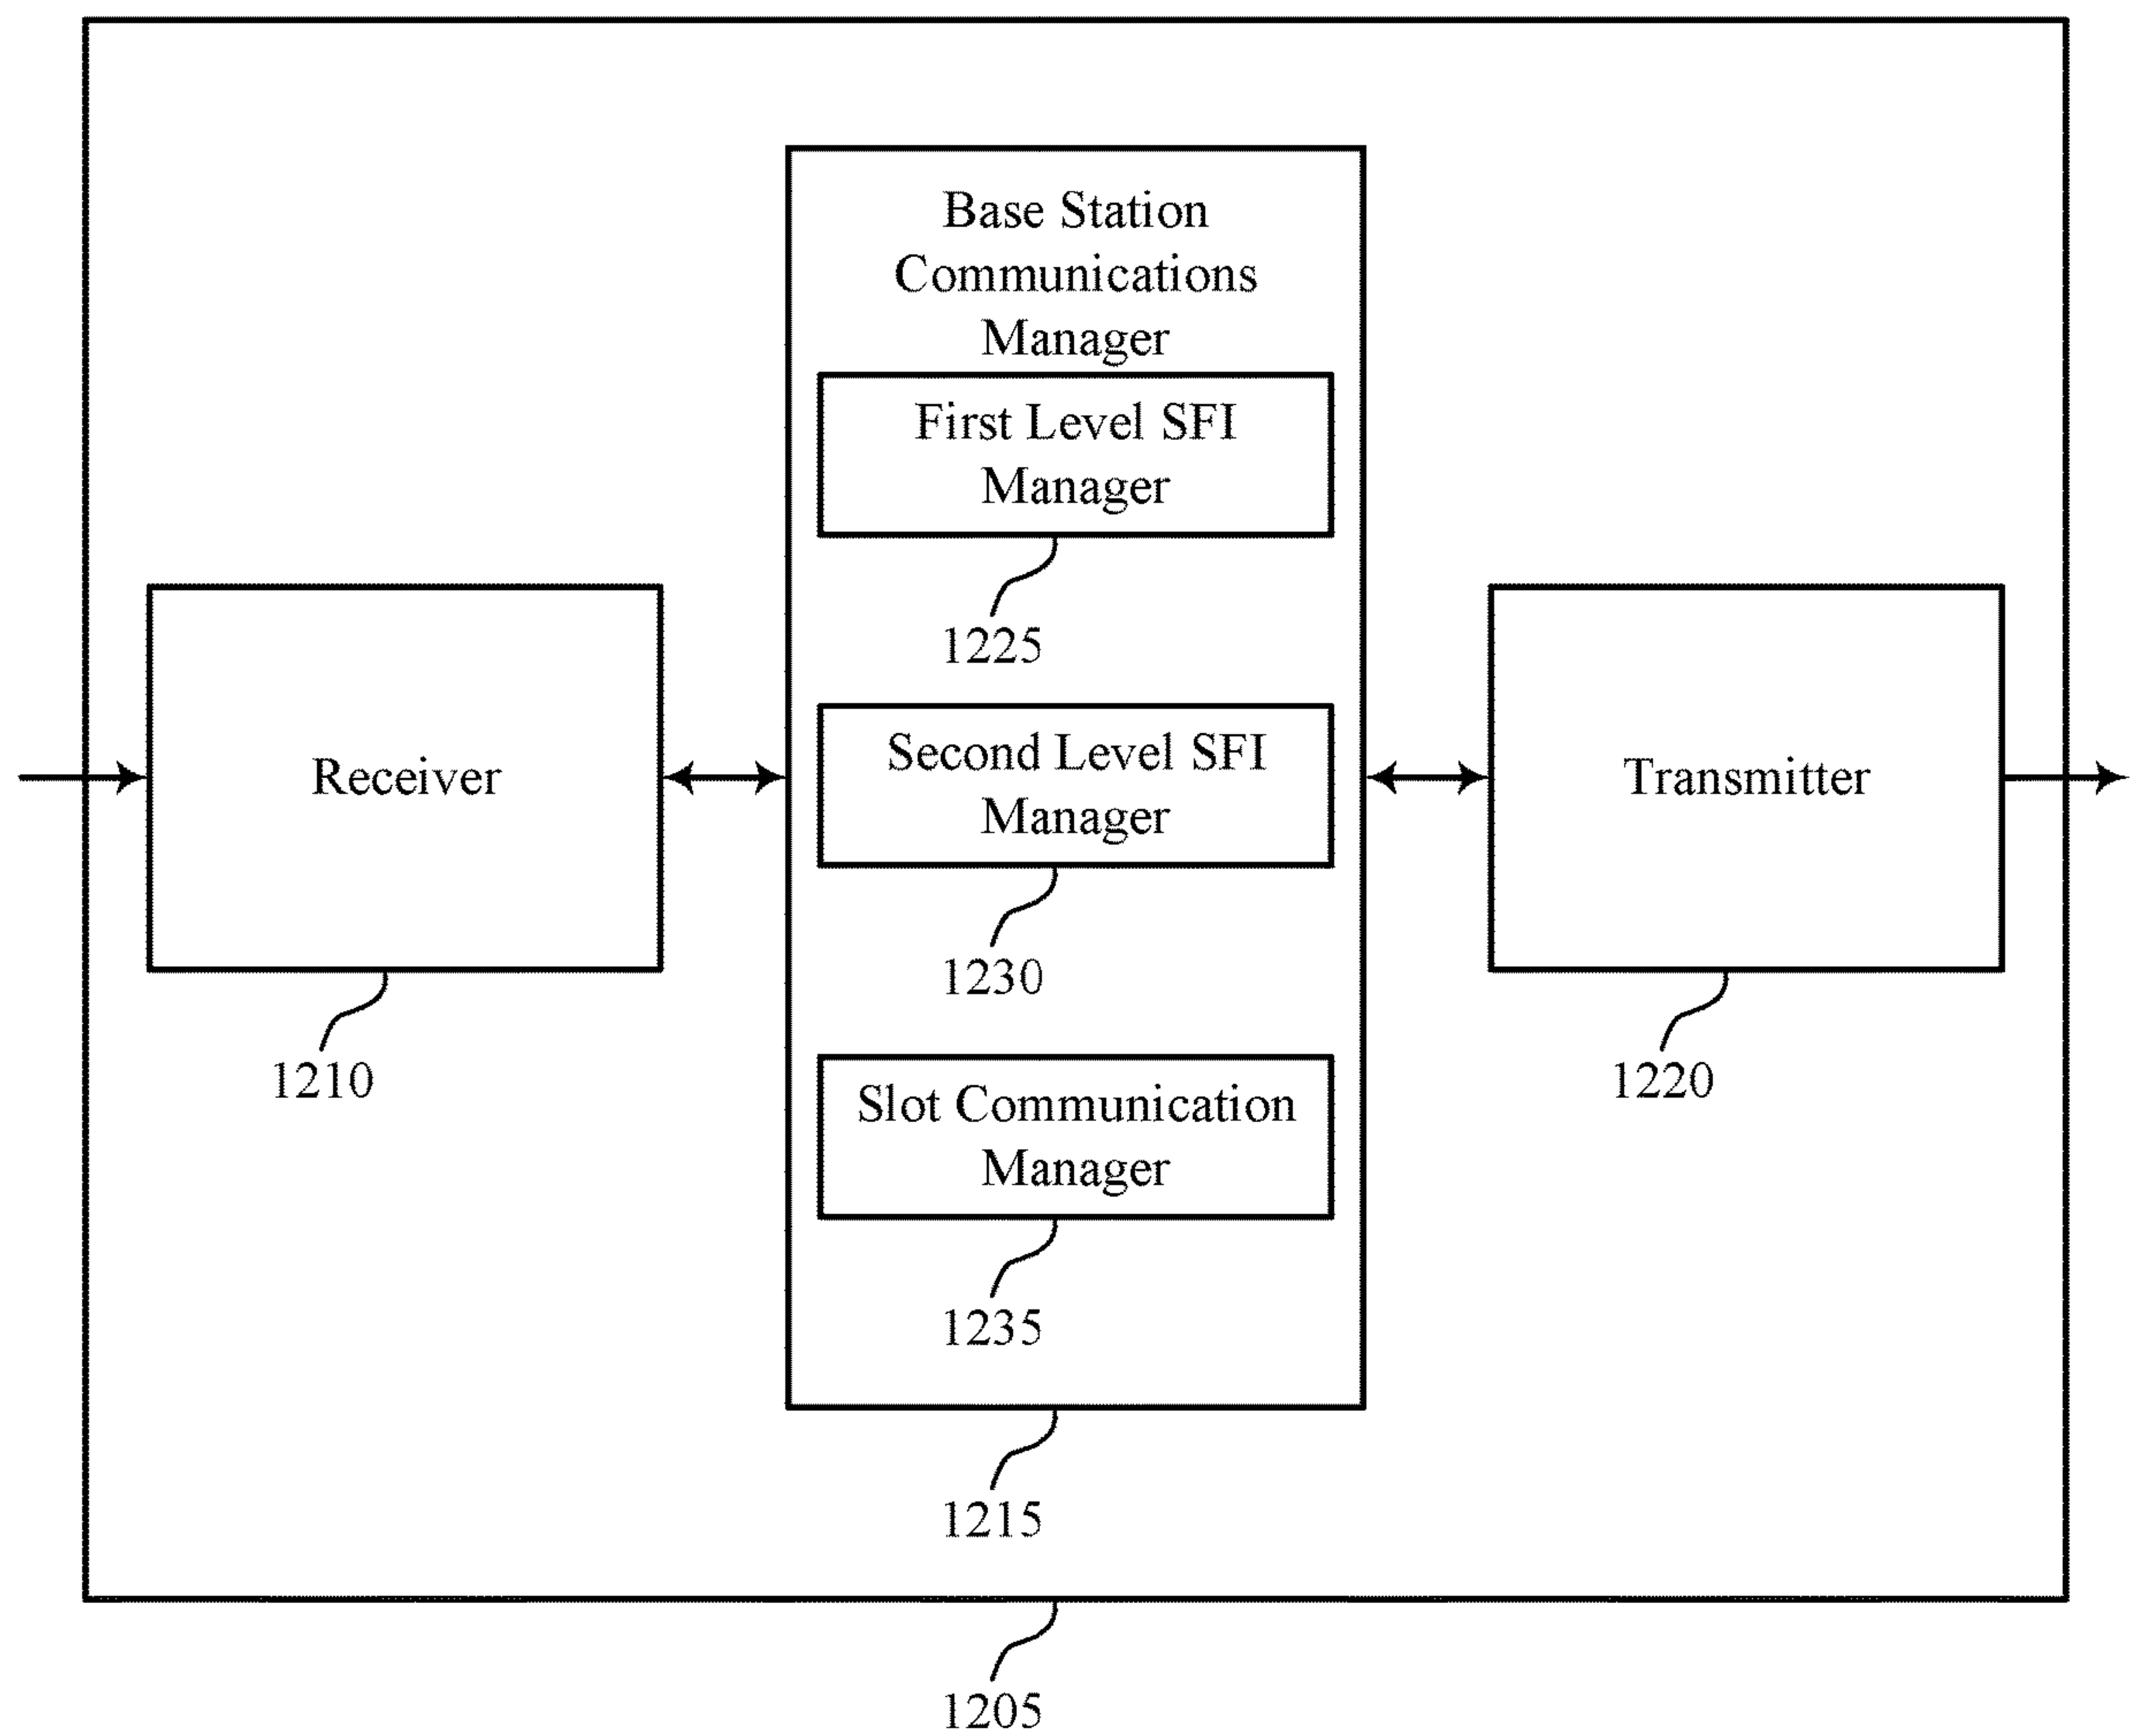 Base Station
Communications
Manager
First Level SFI
Manager
1225
Receiver
1210
Second Level SFI
Manager
1230
Transmitter
1220
Slot Communication
Manager
1235
1215
1205